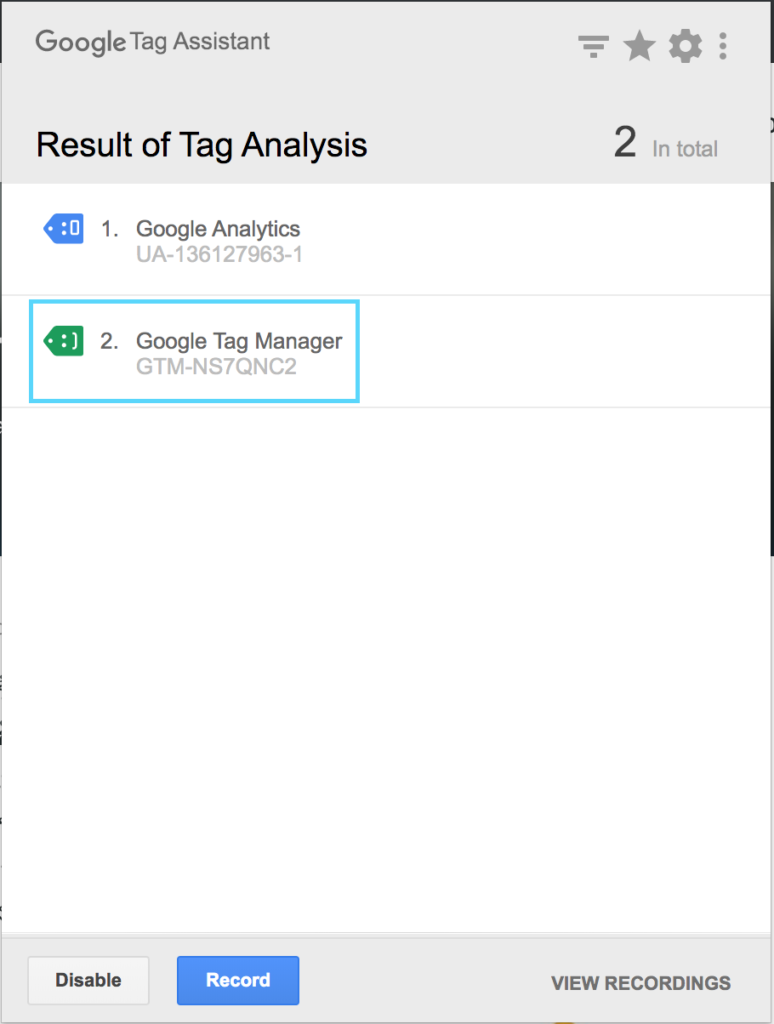 Google Tag Assistant
Result of Tag Analysis
2 In total
1. Google Analytics
UA-136127963-1
2. Google Tag Manager
GTM-NS7QNC2
Disable
Record
VIEW RECORDINGS